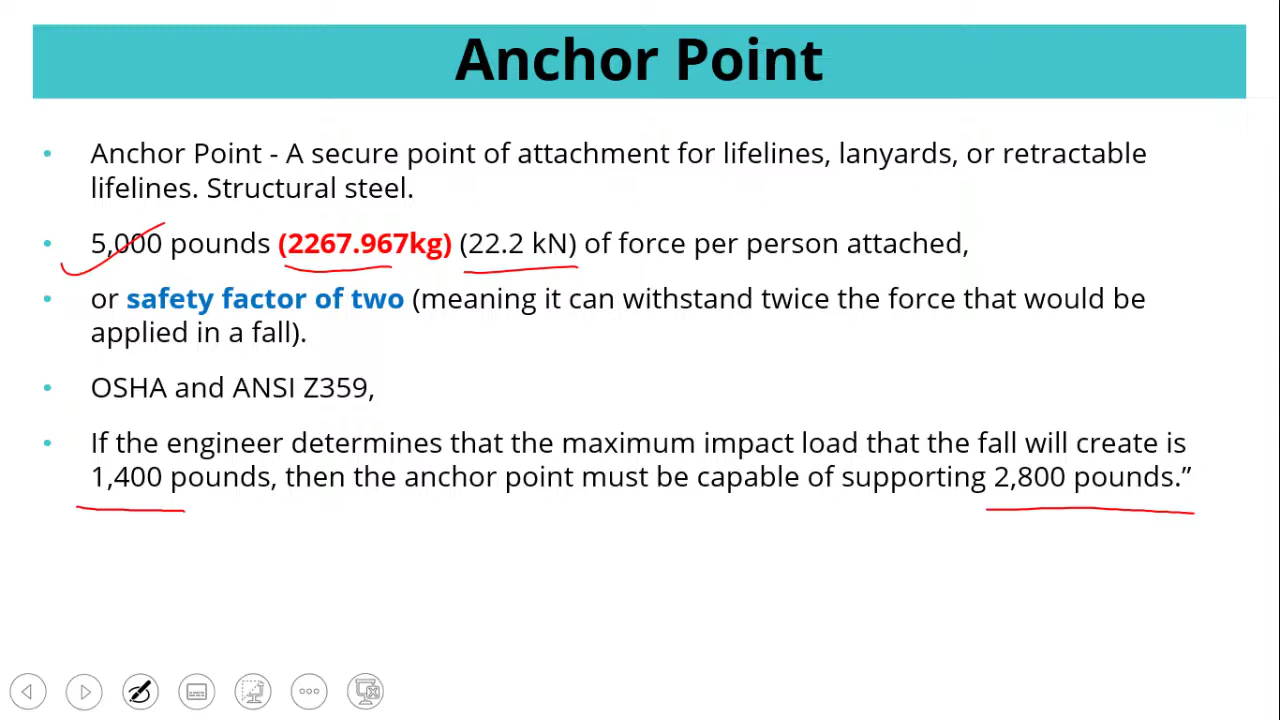 Anchor Point
• Anchor Point - A secure point of attachment for lifelines, lanyards, or retractable
lifelines. Structural steel.
• 5,000 pounds (2267.967kg) (22.2 kN) of force per person attached,
• or safety factor of two (meaning it can withstand twice the force that would be
applied in a fall).
• OSHA and ANSI Z359,
• If the engineer determines that the maximum impact load that the fall will create is
1,400 pounds, then the anchor point must be capable of supporting 2,800 pounds.”